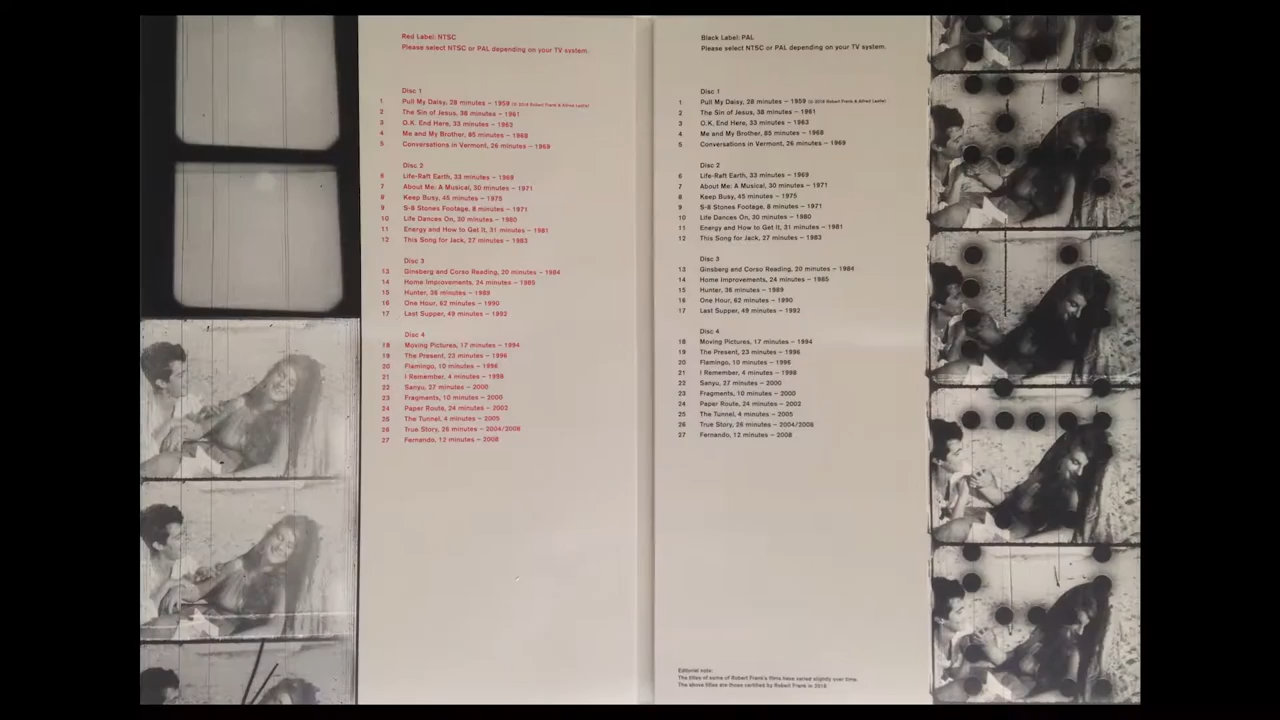 Red Label: NTSC
Please select NTSC or PAL depending on your TV system.
Disc 1
1 Pull My Daisy, 28 minutes – 1959 (© 2016 Robert Frank & Alfred Leslie)
2 The Sin of Jesus, 38 minutes – 1961
3 O.K. End Here, 33 minutes – 1963
4 Me and My Brother, 85 minutes – 1968
5 Conversations in Vermont, 26 minutes – 1969
Disc 2
6 Life-Raft Earth, 33 minutes – 1969
7 About Me: A Musical, 30 minutes – 1971
8 Keep Busy, 45 minutes – 1975
9 S-8 Stones Footage, 8 minutes – 1971
10 Life Dances On, 30 minutes – 1980
11 Energy and How to Get It, 31 minutes – 1981
12 This Song for Jack, 27 minutes – 1983
Disc 3
13 Ginsberg and Corso Reading, 20 minutes – 1984
14 Home Improvements, 24 minutes – 1985
15 Hunter, 36 minutes – 1989
16 One Hour, 62 minutes – 1990
17 Last Supper, 49 minutes – 1992
Disc 4
18 Moving Pictures, 17 minutes – 1994
19 The Present, 23 minutes – 1996
20 Flamingo, 10 minutes – 1996
21 I Remember, 4 minutes – 1998
22 Sanyu, 27 minutes – 2000
23 Fragments, 10 minutes – 2000
24 Paper Route, 24 minutes – 2002
25 The Tunnel, 4 minutes – 2005
26 True Story, 26 minutes – 2004/2008
27 Fernando, 12 minutes – 2008
Black Label: PAL
Please select NTSC or PAL depending on your TV system.
Disc 1
1 Pull My Daisy, 28 minutes – 1959 (© 2016 Robert Frank & Alfred Leslie)
2 The Sin of Jesus, 38 minutes – 1961
3 O.K. End Here, 33 minutes – 1963
4 Me and My Brother, 85 minutes – 1968
5 Conversations in Vermont, 26 minutes – 1969
Disc 2
6 Life-Raft Earth, 33 minutes – 1969
7 About Me: A Musical, 30 minutes – 1971
8 Keep Busy, 45 minutes – 1975
9 S-8 Stones Footage, 8 minutes – 1971
10 Life Dances On, 30 minutes – 1980
11 Energy and How to Get It, 31 minutes – 1981
12 This Song for Jack, 27 minutes – 1983
Disc 3
13 Ginsberg and Corso Reading, 20 minutes – 1984
14 Home Improvements, 24 minutes – 1985
15 Hunter, 36 minutes – 1989
16 One Hour, 62 minutes – 1990
17 Last Supper, 49 minutes – 1992
Disc 4
18 Moving Pictures, 17 minutes – 1994
19 The Present, 23 minutes – 1996
20 Flamingo, 10 minutes – 1996
21 I Remember, 4 minutes – 1998
22 Sanyu, 27 minutes – 2000
23 Fragments, 10 minutes – 2000
24 Paper Route, 24 minutes – 2002
25 The Tunnel, 4 minutes – 2005
26 True Story, 26 minutes – 2004/2008
27 Fernando, 12 minutes – 2008
Editorial note:
The titles of some of Robert Frank's films have varied slightly over time.
The above titles are those certified by Robert Frank in 2016